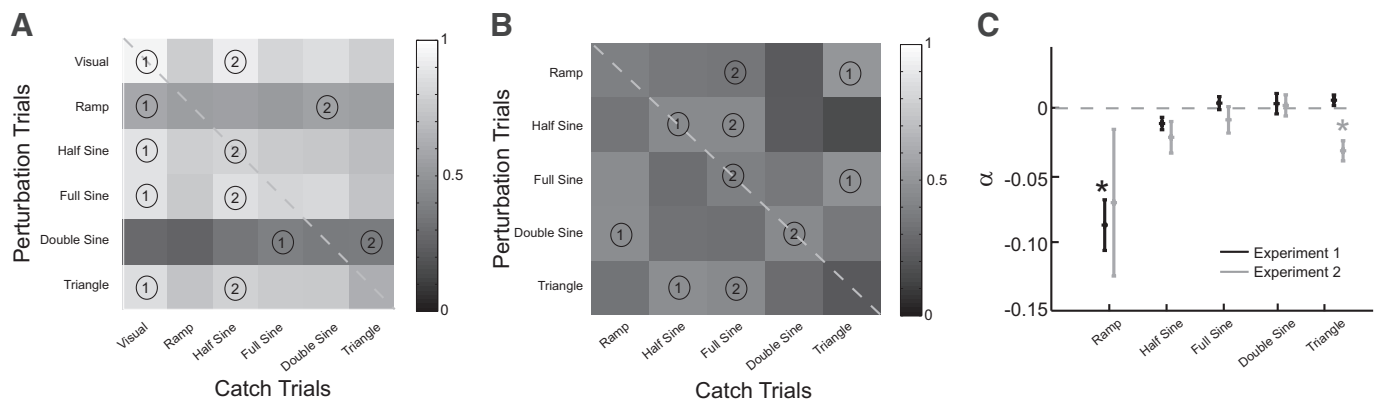 A
Perturbation Trials
Visual
Ramp
Half Sine
Full Sine
Double Sine
Triangle
1 2
1 2
1 2
1 2
1 2
1 2
Visual
Ramp
Half Sine
Full Sine
Double Sine
Triangle
Catch Trials
1
0.5
0
B
Perturbation Trials
Ramp
Half Sine
Full Sine
Double Sine
Triangle
2 1
1 2
2 1
1 2
1 2
Ramp
Half Sine
Full Sine
Double Sine
Triangle
Catch Trials
1
0.5
0
C
α
0
-0.05
-0.10
-0.15
*
*
Experiment 1
Experiment 2
Ramp
Half Sine
Full Sine
Double Sine
Triangle